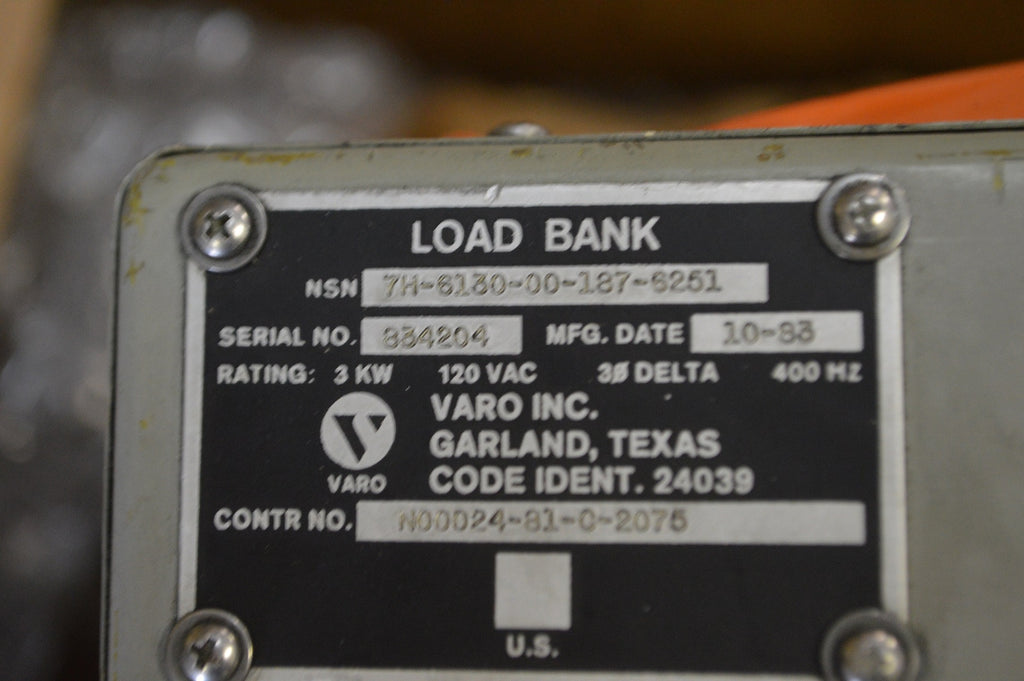 LOAD BANK
NSN 7H-6130-00-187-6251
SERIAL NO. 834204 MFG. DATE 10-83
RATING: 3 KW 120 VAC 3Ø DELTA 400 HZ
VARO INC.
GARLAND, TEXAS
VARO CODE IDENT. 24039
CONTR NO. N00024-81-C-2075
U.S.